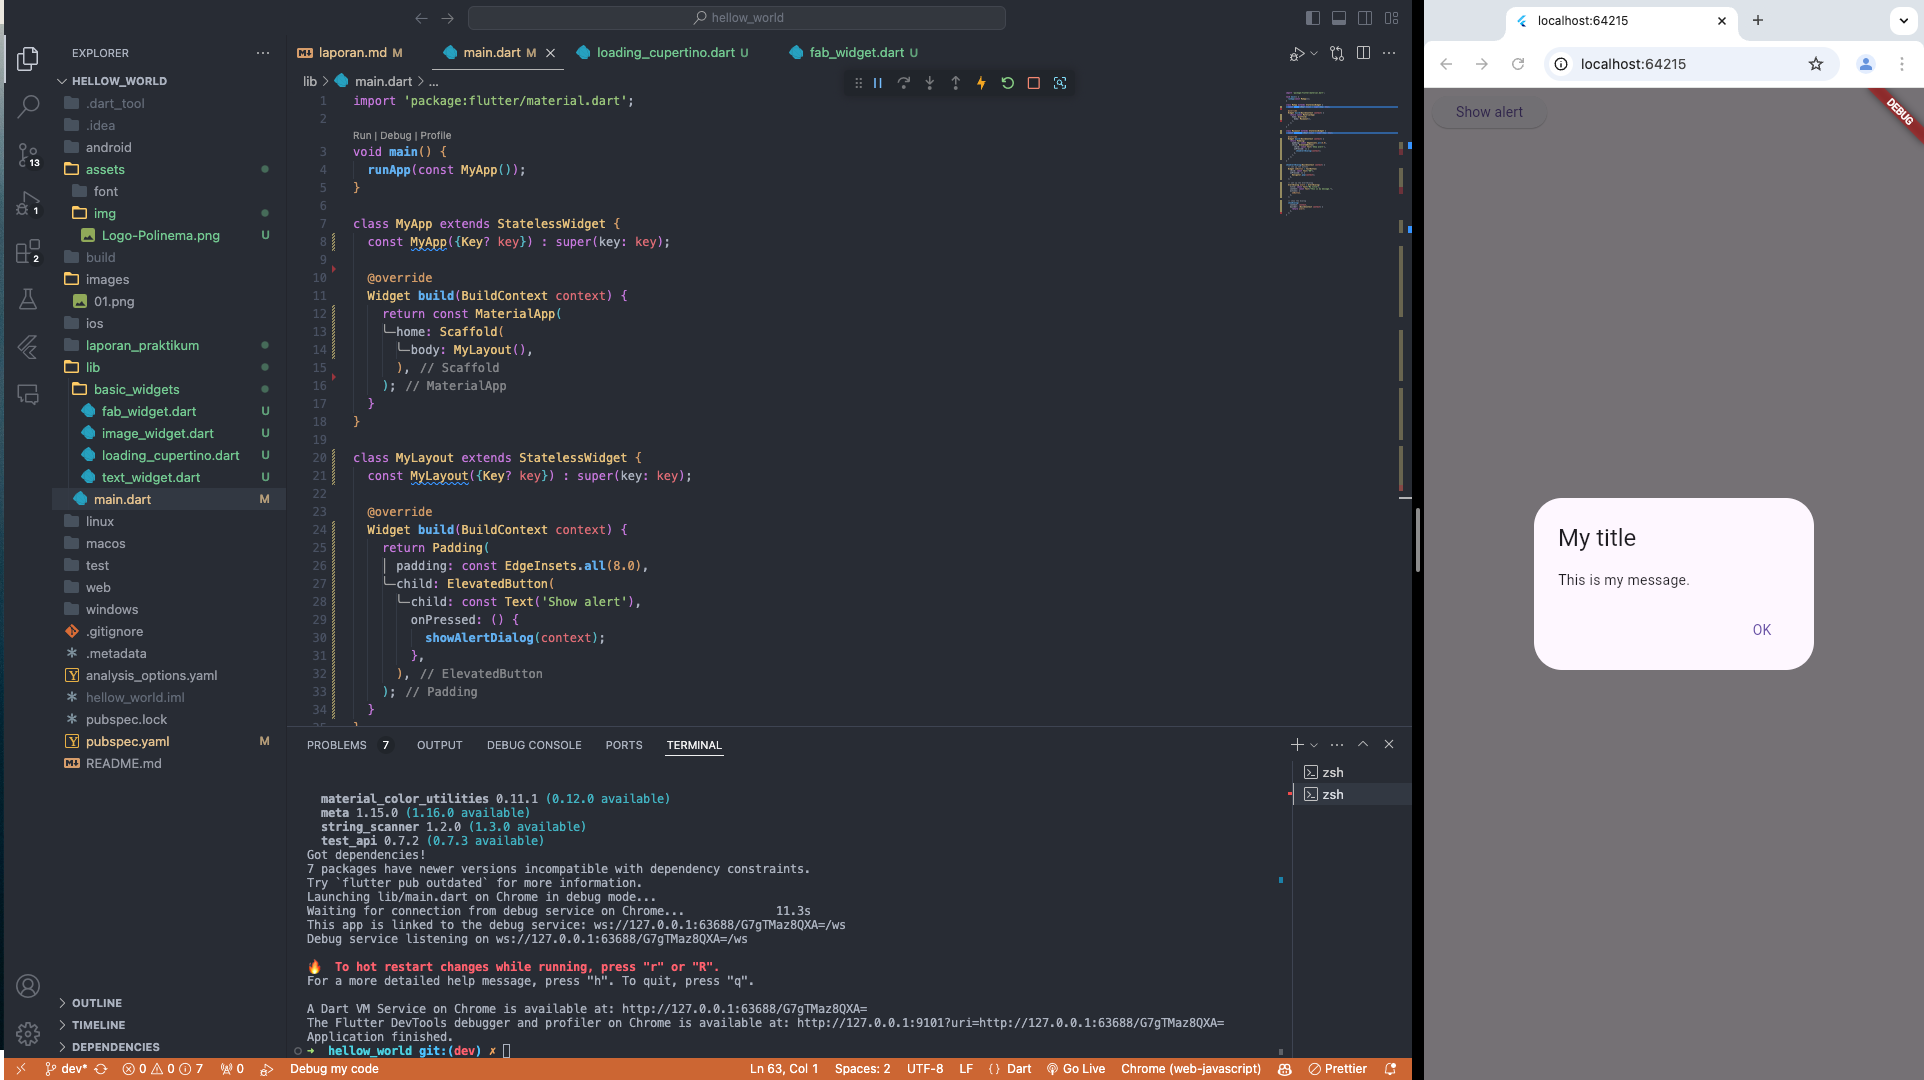 hellow_world
localhost:64215
EXPLORER
laporan.md M
main.dart M
loading_cupertino.dart U
fab_widget.dart U
localhost:64215
HELLOW_WORLD
.dart_tool
.idea
android
assets
font
img
Logo-Polinema.png U
build
images
01.png
ios
laporan_praktikum
lib
basic_widgets
fab_widget.dart U
image_widget.dart U
loading_cupertino.dart U
text_widget.dart U
main.dart M
linux
macos
test
web
windows
.gitignore
.metadata
analysis_options.yaml
hellow_world.iml
pubspec.lock
pubspec.yaml M
README.md
OUTLINE
TIMELINE
DEPENDENCIES
13
1
2
lib > main.dart > ...
1 import 'package:flutter/material.dart';
2
Run | Debug | Profile
3 void main() {
4 runApp(const MyApp());
5 }
6
7 class MyApp extends StatelessWidget {
8 const MyApp({Key? key}) : super(key: key);
9
10 @override
11 Widget build(BuildContext context) {
12 return const MaterialApp(
13 home: Scaffold(
14 body: MyLayout(),
15 ), // Scaffold
16 ); // MaterialApp
17 }
18 }
19
20 class MyLayout extends StatelessWidget {
21 const MyLayout({Key? key}) : super(key: key);
22
23 @override
24 Widget build(BuildContext context) {
25 return Padding(
26 padding: const EdgeInsets.all(8.0),
27 child: ElevatedButton(
28 child: const Text('Show alert'),
29 onPressed: () {
30 showAlertDialog(context);
31 },
32 ), // ElevatedButton
33 ); // Padding
34 }
PROBLEMS 7 OUTPUT DEBUG CONSOLE PORTS TERMINAL
zsh
zsh
material_color_utilities 0.11.1 (0.12.0 available)
meta 1.15.0 (1.16.0 available)
string_scanner 1.2.0 (1.3.0 available)
test_api 0.7.2 (0.7.3 available)
Got dependencies!
7 packages have newer versions incompatible with dependency constraints.
Try `flutter pub outdated` for more information.
Launching lib/main.dart on Chrome in debug mode...
Waiting for connection from debug service on Chrome... 11.3s
This app is linked to the debug service: ws://127.0.0.1:63688/G7gTMaz8QXA=/ws
Debug service listening on ws://127.0.0.1:63688/G7gTMaz8QXA=/ws
🔥 To hot restart changes while running, press "r" or "R".
For a more detailed help message, press "h". To quit, press "q".
A Dart VM Service on Chrome is available at: http://127.0.0.1:63688/G7gTMaz8QXA=
The Flutter DevTools debugger and profiler on Chrome is available at: http://127.0.0.1:9101?uri=http://127.0.0.1:63688/G7gTMaz8QXA=
Application finished.
➜ hellow_world git:(dev) ✗
dev* 0 0 7 0 Debug my code Ln 63, Col 1 Spaces: 2 UTF-8 LF {} Dart Go Live Chrome (web-javascript) Prettier
Show alert
DEBUG
My title
This is my message.
OK